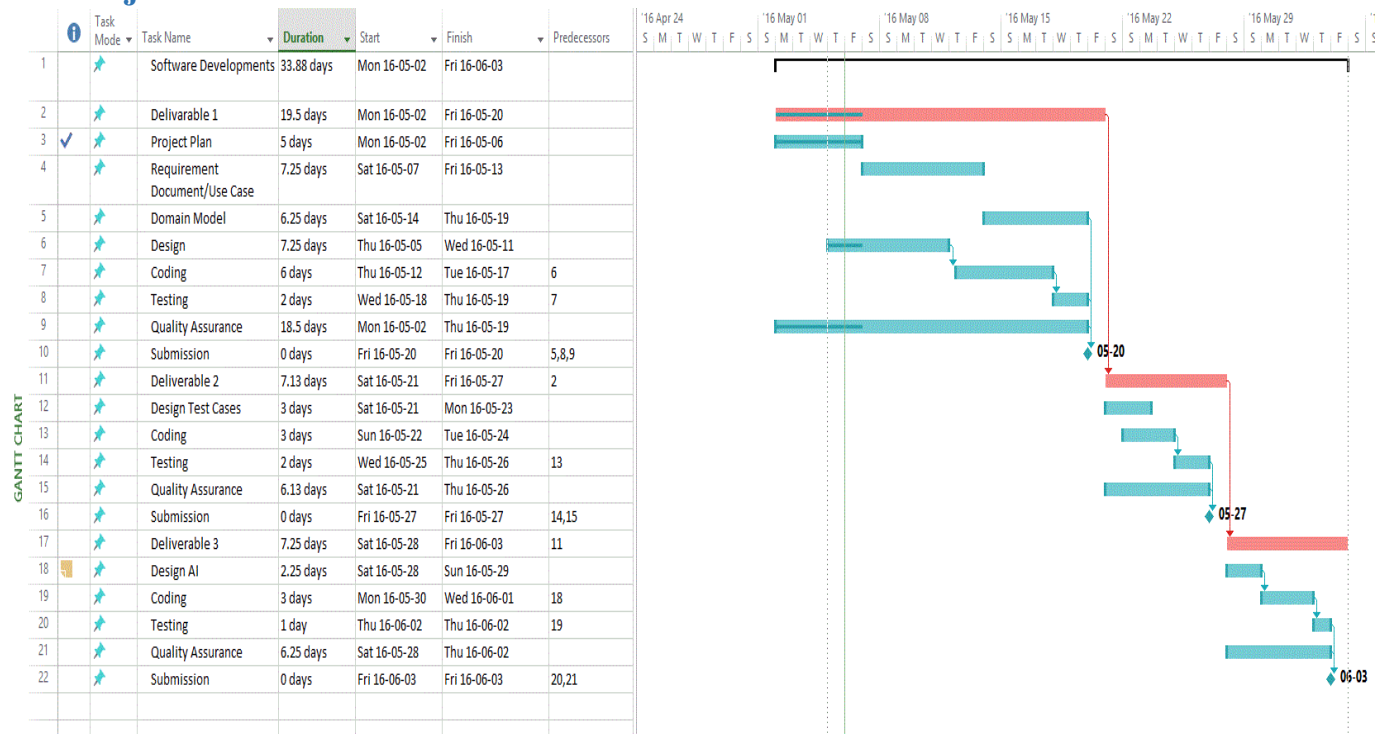 '16 Apr 24 '16 May 01 '16 May 08 '16 May 15 '16 May 22 '16 May 29
Task
Mode Task Name Duration Start Finish Predecessors S M T W T F S S M T W T F S S M T W T F S S M T W T F S S M T W T F S S M T W T F S S
1 Software Developments 33.88 days Mon 16-05-02 Fri 16-06-03
2 Delivarable 1 19.5 days Mon 16-05-02 Fri 16-05-20
3 Project Plan 5 days Mon 16-05-02 Fri 16-05-06
4 Requirement 7.25 days Sat 16-05-07 Fri 16-05-13
Document/Use Case
5 Domain Model 6.25 days Sat 16-05-14 Thu 16-05-19
6 Design 7.25 days Thu 16-05-05 Wed 16-05-11
7 Coding 6 days Thu 16-05-12 Tue 16-05-17 6
8 Testing 2 days Wed 16-05-18 Thu 16-05-19 7
9 Quality Assurance 18.5 days Mon 16-05-02 Thu 16-05-19
10 Submission 0 days Fri 16-05-20 Fri 16-05-20 5,8,9 05-20
11 Deliverable 2 7.13 days Sat 16-05-21 Fri 16-05-27 2
12 Design Test Cases 3 days Sat 16-05-21 Mon 16-05-23
13 Coding 3 days Sun 16-05-22 Tue 16-05-24
14 Testing 2 days Wed 16-05-25 Thu 16-05-26 13
15 Quality Assurance 6.13 days Sat 16-05-21 Thu 16-05-26
16 Submission 0 days Fri 16-05-27 Fri 16-05-27 14,15 05-27
17 Deliverable 3 7.25 days Sat 16-05-28 Fri 16-06-03 11
18 Design AI 2.25 days Sat 16-05-28 Sun 16-05-29
19 Coding 3 days Mon 16-05-30 Wed 16-06-01 18
20 Testing 1 day Thu 16-06-02 Thu 16-06-02 19
21 Quality Assurance 6.25 days Sat 16-05-28 Thu 16-06-02
22 Submission 0 days Fri 16-06-03 Fri 16-06-03 20,21 06-03
GANTT CHART